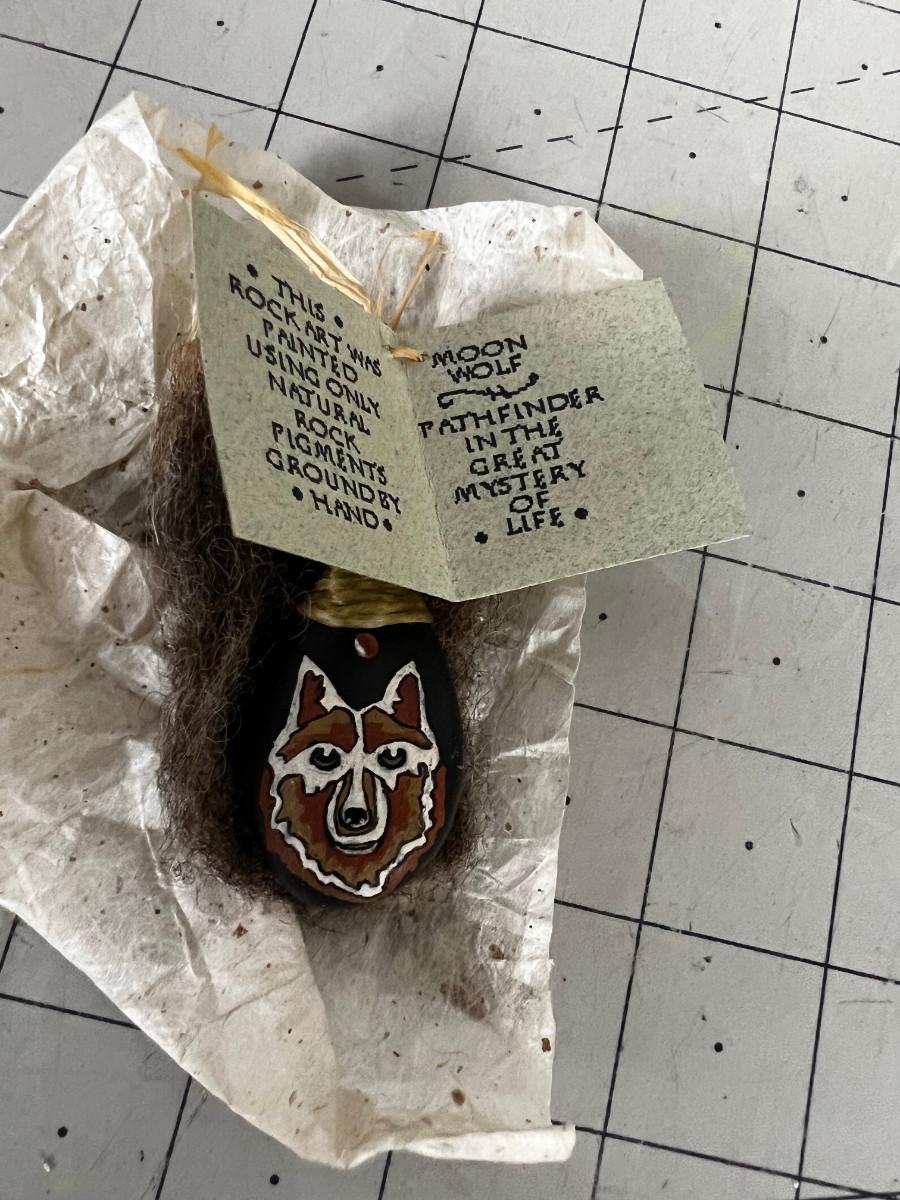 • THIS •
ROCK ART WAS
PAINTED
USING ONLY
NATURAL
ROCK
PIGMENTS
GROUND BY
• HAND •
MOON
WOLF
PATHFINDER
IN THE
GREAT
MYSTERY
OF
• LIFE •